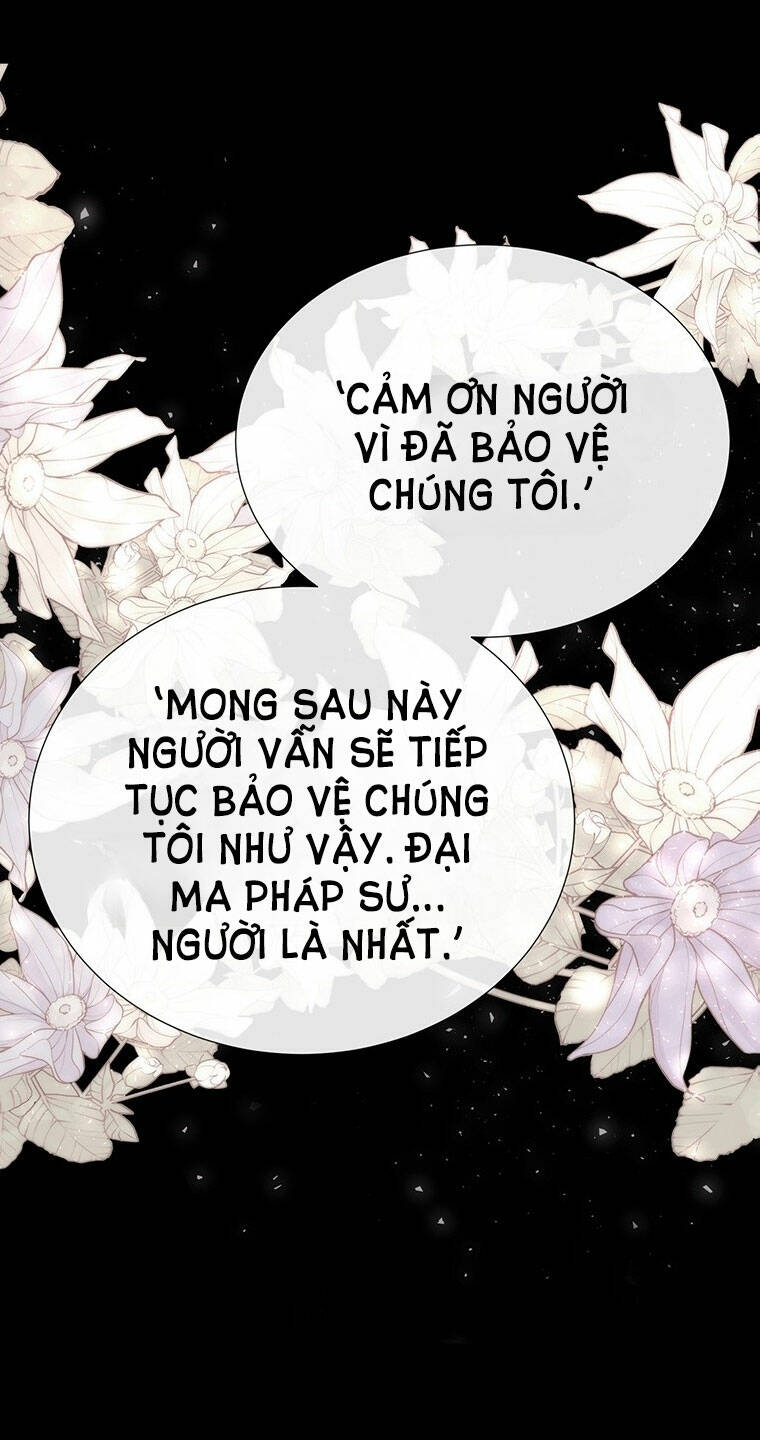 ‘CẢM ƠN NGƯỜI
VÌ ĐÃ BẢO VỆ
CHÚNG TÔI.’
‘MONG SAU NÀY
NGƯỜI VẪN SẼ TIẾP
TỤC BẢO VỆ CHÚNG
TÔI NHƯ VẬY. ĐẠI
MA PHÁP SƯ...
NGƯỜI LÀ NHẤT.’